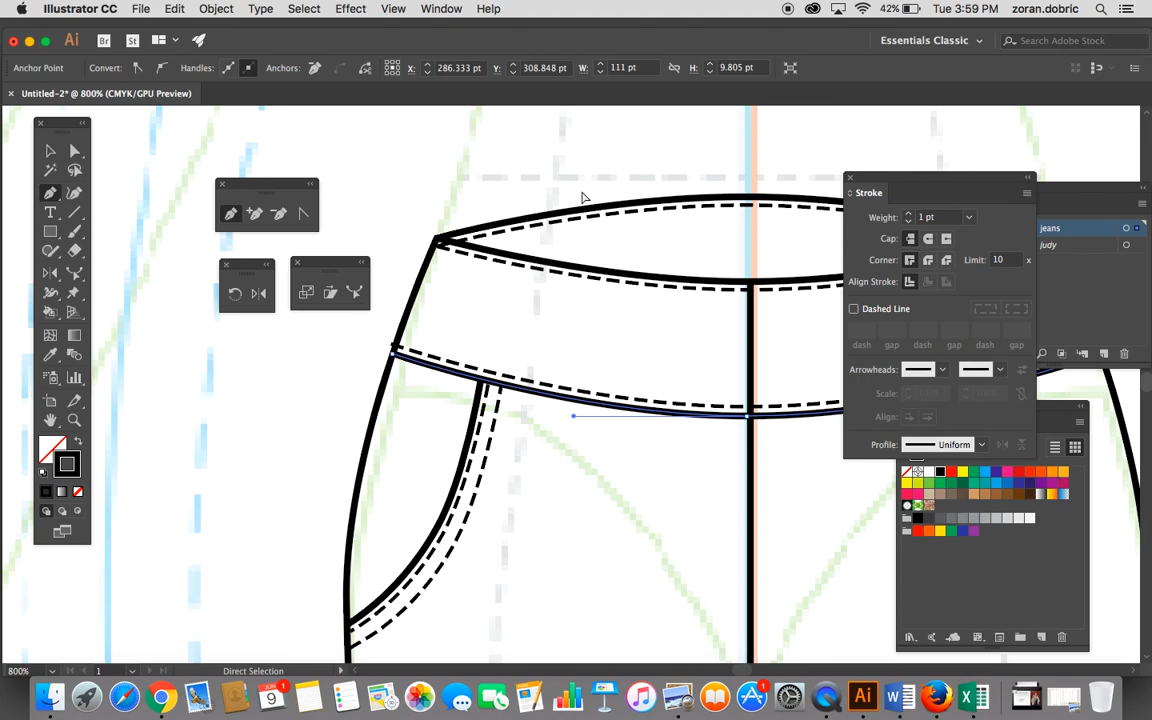 Illustrator CC File Edit Object Type Select Effect View Window Help 42% Tue 3:59 PM zoran.dobric
Ai Br St Essentials Classic Search Adobe Stock
Anchor Point Convert: Handles: Anchors: X: 286.333 pt Y: 308.848 pt W: 111 pt H: 9.805 pt
× Untitled-2* @ 800% (CMYK/GPU Preview)
Stroke
Weight: 1 pt
Cap:
Corner: Limit: 10 x
Align Stroke:
Dashed Line
dash gap dash gap dash gap
Arrowheads:
Scale:
Align:
Profile: Uniform
jeans
judy
800% 1 Direct Selection